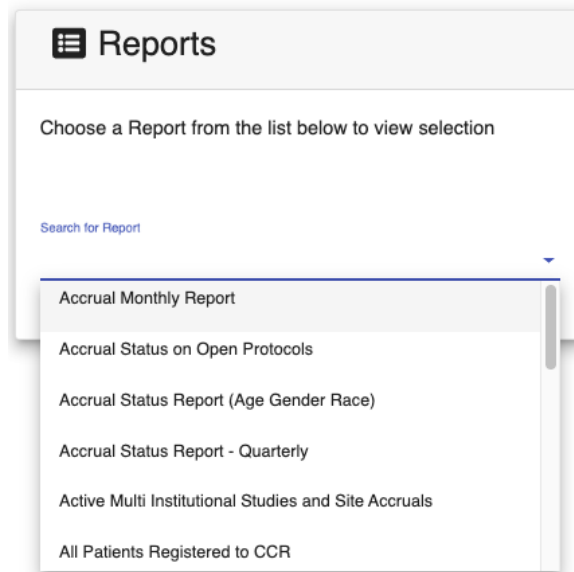 Reports
Choose a Report from the list below to view selection
Search for Report
Accrual Monthly Report
Accrual Status on Open Protocols
Accrual Status Report (Age Gender Race)
Accrual Status Report - Quarterly
Active Multi Institutional Studies and Site Accruals
All Patients Registered to CCR